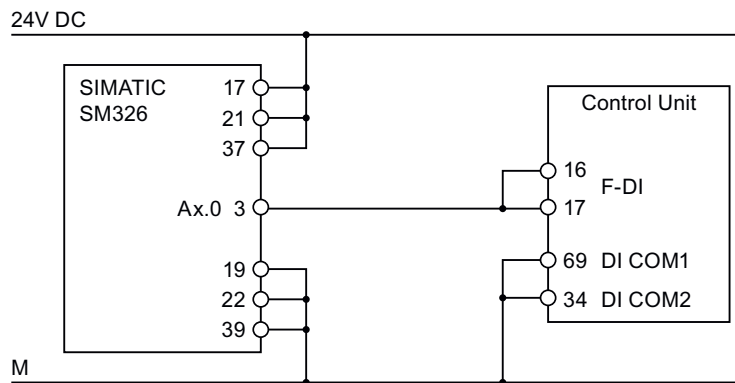 24V DC
SIMATIC
SM326
17
21
37
Ax.0 3
19
22
39
Control Unit
16
F-DI
17
69 DI COM1
34 DI COM2
M